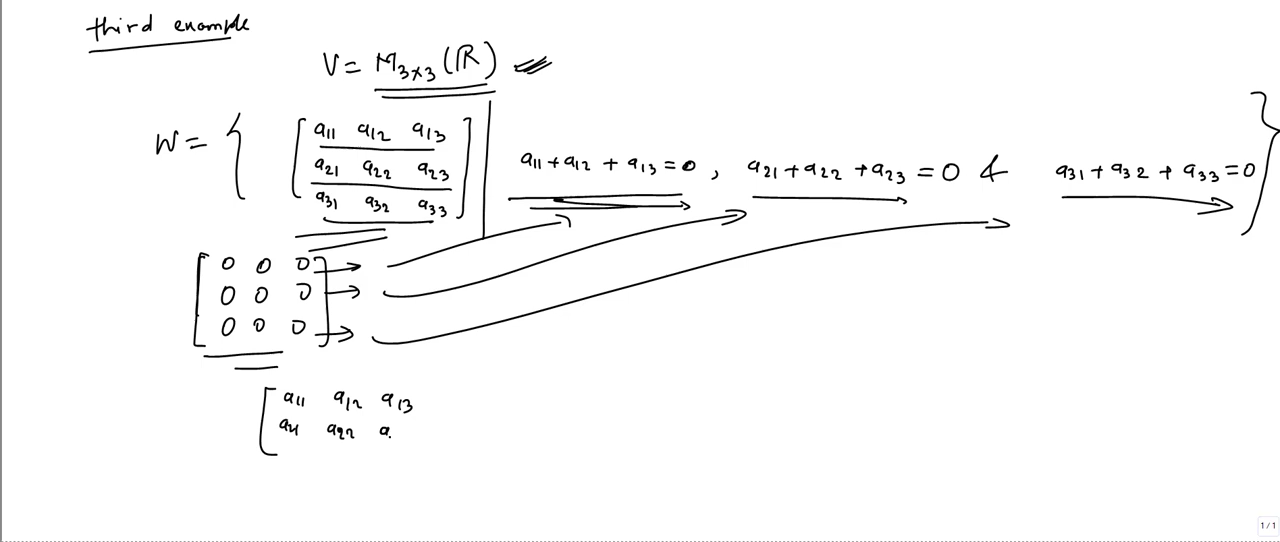 third example
V = M₃ₓ₃(ℝ)
W = { [ a₁₁ a₁₂ a₁₃
a₂₁ a₂₂ a₂₃
a₃₁ a₃₂ a₃₃ ] | a₁₁ + a₁₂ + a₁₃ = 0 , a₂₁ + a₂₂ + a₂₃ = 0 & a₃₁ + a₃₂ + a₃₃ = 0 }
[ 0 0 0 ] →
0 0 0 →
0 0 0 →
[ a₁₁ a₁₂ a₁₃
a₂₁ a₂₂ a.
1/1